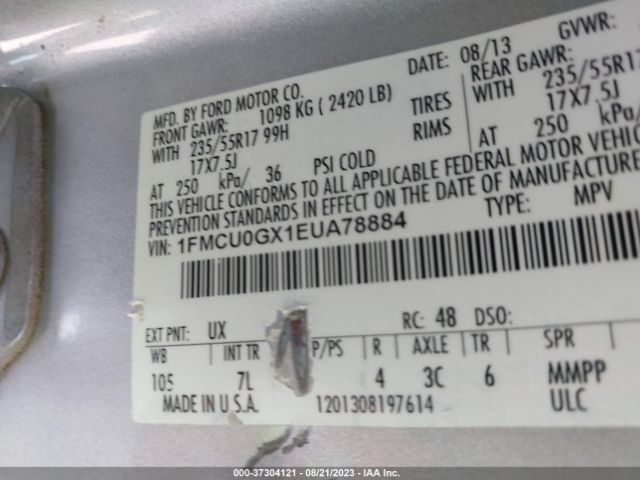 MFD. BY FORD MOTOR CO. DATE: 08/13 GVWR:
FRONT GAWR: 1098 KG ( 2420 LB) REAR GAWR:
WITH 235/55R17 99H TIRES WITH 235/55R17
17X7.5J RIMS 17X7.5J
AT 250 kPa/ 36 PSI COLD AT 250 kPa/
THIS VEHICLE CONFORMS TO ALL APPLICABLE FEDERAL MOTOR VEHIC
PREVENTION STANDARDS IN EFFECT ON THE DATE OF MANUFACTURE
VIN: 1FMCU0GX1EUA78884 TYPE: MPV
EXT PNT: UX RC: 48 DSO:
WB INT TR P/PS R AXLE TR SPR
105 7L 4 3C 6 MMPP
MADE IN U.S.A. 1201308197614 ULC
000-37304121 - 08/21/2023 - IAA Inc.